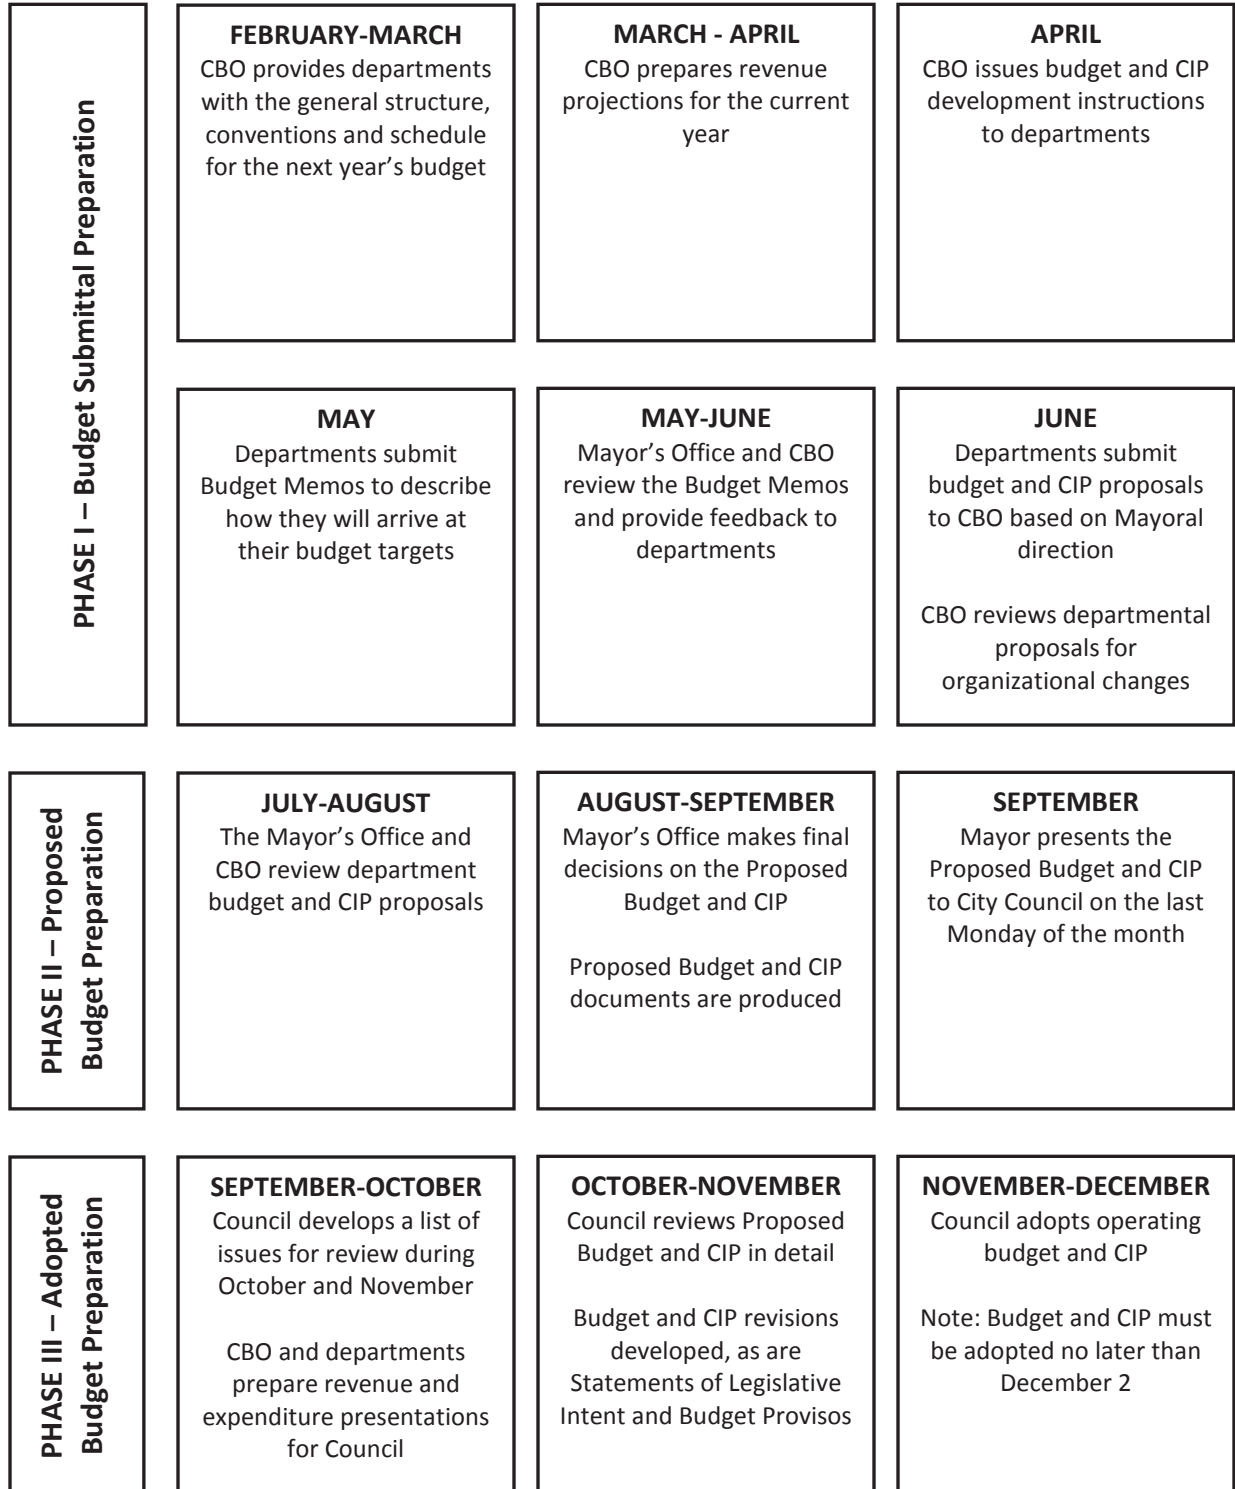 PHASE I – Budget Submittal Preparation
FEBRUARY-MARCH
CBO provides departments
with the general structure,
conventions and schedule
for the next year’s budget
MARCH - APRIL
CBO prepares revenue
projections for the current
year
APRIL
CBO issues budget and CIP
development instructions
to departments
MAY
Departments submit
Budget Memos to describe
how they will arrive at
their budget targets
MAY-JUNE
Mayor’s Office and CBO
review the Budget Memos
and provide feedback to
departments
JUNE
Departments submit
budget and CIP proposals
to CBO based on Mayoral
direction
CBO reviews departmental
proposals for
organizational changes
PHASE II – Proposed
Budget Preparation
JULY-AUGUST
The Mayor’s Office and
CBO review department
budget and CIP proposals
AUGUST-SEPTEMBER
Mayor’s Office makes final
decisions on the Proposed
Budget and CIP
Proposed Budget and CIP
documents are produced
SEPTEMBER
Mayor presents the
Proposed Budget and CIP
to City Council on the last
Monday of the month
PHASE III – Adopted
Budget Preparation
SEPTEMBER-OCTOBER
Council develops a list of
issues for review during
October and November
CBO and departments
prepare revenue and
expenditure presentations
for Council
OCTOBER-NOVEMBER
Council reviews Proposed
Budget and CIP in detail
Budget and CIP revisions
developed, as are
Statements of Legislative
Intent and Budget Provisos
NOVEMBER-DECEMBER
Council adopts operating
budget and CIP
Note: Budget and CIP must
be adopted no later than
December 2